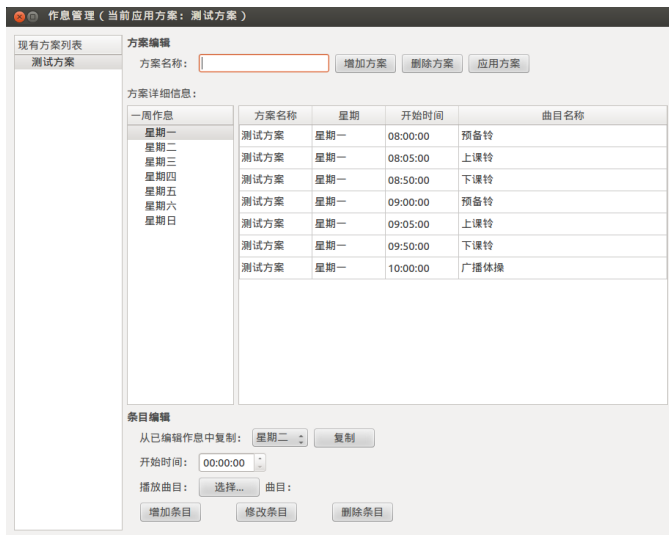 作息管理（当前应用方案：测试方案）
现有方案列表
测试方案
方案编辑
方案名称：
增加方案 删除方案 应用方案
方案详细信息：
一周作息
星期一
星期二
星期三
星期四
星期五
星期六
星期日
方案名称 星期 开始时间 曲目名称
测试方案 星期一 08:00:00 预备铃
测试方案 星期一 08:05:00 上课铃
测试方案 星期一 08:50:00 下课铃
测试方案 星期一 09:00:00 预备铃
测试方案 星期一 09:05:00 上课铃
测试方案 星期一 09:50:00 下课铃
测试方案 星期一 10:00:00 广播体操
条目编辑
从已编辑作息中复制： 星期二 复制
开始时间： 00:00:00
播放曲目： 选择... 曲目：
增加条目 修改条目 删除条目